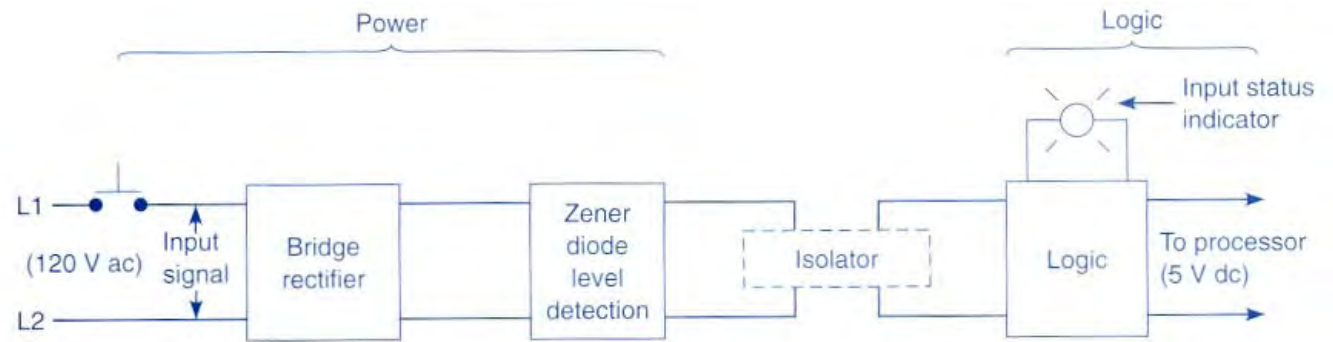 Power
Logic
Input status
indicator
L1
(120 V ac)
L2
Input
signal
Bridge
rectifier
Zener
diode
level
detection
Isolator
Logic
To processor
(5 V dc)